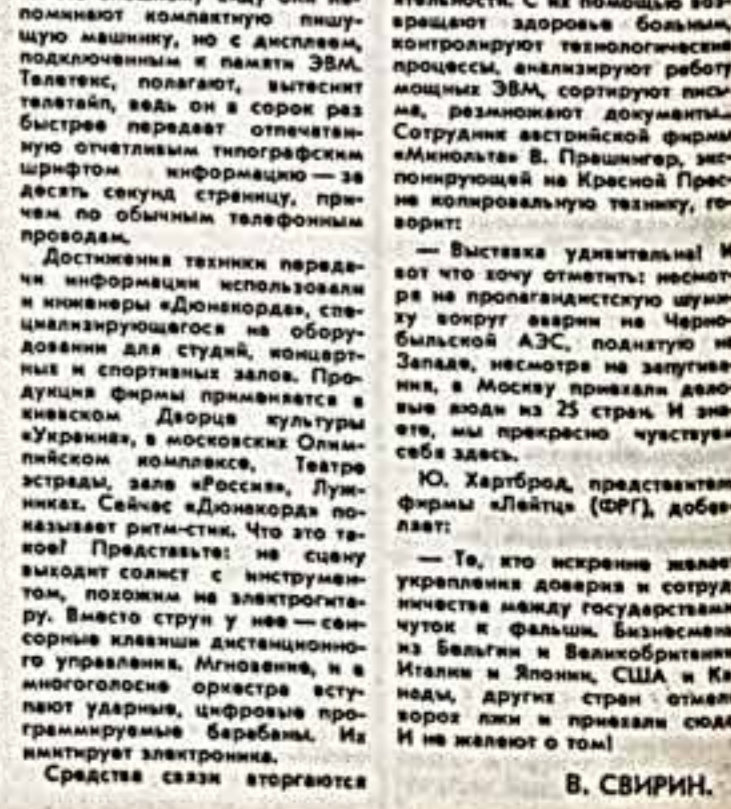 поминают компактную пишу-
щую машинку, но с дисплеем,
подключенным к памяти ЭВМ.
Телетекс, полагают, вытеснит
телетайп, ведь он в сорок раз
быстрее передает отпечатан-
ную отчетливым типографским
шрифтом информацию — за
десять секунд страницу, при-
чем по обычным телефонным
проводам.
Достижения техники переда-
чи информации использовали
и инженеры «Дюнакорда», спе-
циализирующегося на обору-
довании для студий, концерт-
ных и спортивных залов. Про-
дукция фирмы применяется в
киевском Дворце культуры
«Украина», в московских Олим-
пийском комплексе, Театре
эстрады, зале «Россия», Луж-
никах. Сейчас «Дюнакорд» по-
казывает ритм-стик. Что это та-
кое? Представьте: на сцену
выходит солист с инструмен-
том, похожим на электрогита-
ру. Вместо струн у нее — сен-
сорные клавиши дистанционно-
го управления. Мгновение, и в
многоголосие оркестра всту-
пают ударные, цифровые про-
граммируемые барабаны. Их
имитирует электроника.
Средства связи вторгаются
ятельности. С их помощью воз-
вращают здоровье больным,
контролируют технологические
процессы, анализируют работу
мощных ЭВМ, сортируют пись-
ма, размножают документы...
Сотрудник австрийской фирмы
«Минольта» В. Прашингер, экс-
понирующей на Красной Прес-
не копировальную технику, го-
ворит:
— Выставка удивительна! И
вот что хочу отметить: несмот-
ря на пропагандистскую шуми-
ху вокруг аварии на Черно-
быльской АЭС, поднятую на
Западе, несмотря на запугива-
ния, в Москву приехали дело-
вые люди из 25 стран. И зна-
ете, мы прекрасно чувствуем
себя здесь.
Ю. Хартброд, представитель
фирмы «Лейтц» (ФРГ), добав-
ляет:
— Те, кто искренне желает
укрепления доверия и сотруд
ничества между государствами
чуток к фальши. Бизнесмены
из Бельгии и Великобритании
Италии и Японии, США и Ка
нады, других стран отмели
ворох лжи и приехали сюда
И не жалеют о том!
В. СВИРИН.